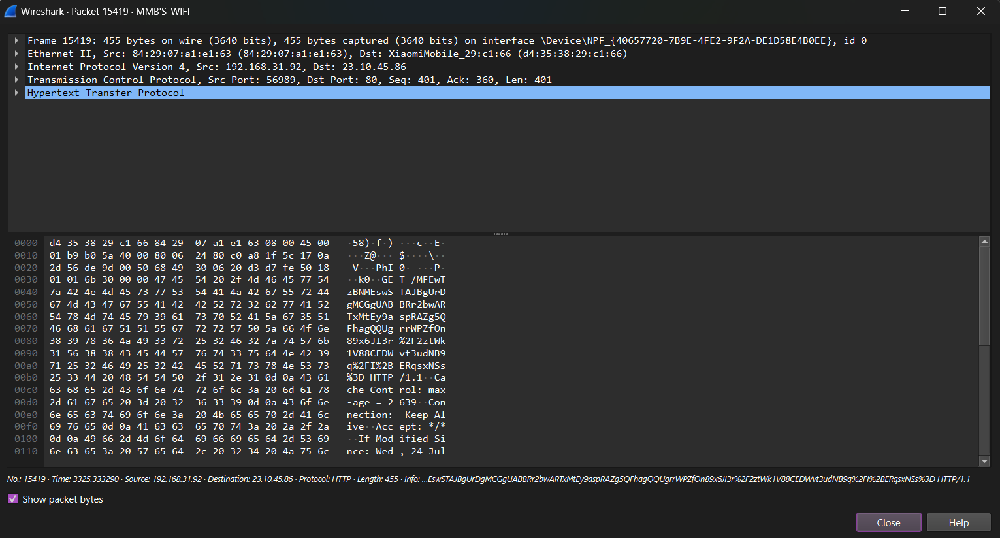 Wireshark · Packet 15419 · MMB'S_WIFI
Frame 15419: 455 bytes on wire (3640 bits), 455 bytes captured (3640 bits) on interface \Device\NPF_{40657720-7B9E-4FE2-9F2A-DE1D58E4B0EE}, id 0
Ethernet II, Src: 84:29:07:a1:e1:63 (84:29:07:a1:e1:63), Dst: XiaomiMobile_29:c1:66 (d4:35:38:29:c1:66)
Internet Protocol Version 4, Src: 192.168.31.92, Dst: 23.10.45.86
Transmission Control Protocol, Src Port: 56989, Dst Port: 80, Seq: 401, Ack: 360, Len: 401
Hypertext Transfer Protocol
0000 d4 35 38 29 c1 66 84 29 07 a1 e1 63 08 00 45 00 ·58)·f·) ···c··E·
0010 01 b9 b0 5a 40 00 80 06 24 80 c0 a8 1f 5c 17 0a ···Z@··· $····\··
0020 2d 56 de 9d 00 50 68 49 30 06 20 d3 d7 fe 50 18 -V···PhI 0· ···P·
0030 01 01 6b 30 00 00 47 45 54 20 2f 4d 46 45 77 54 ··k0··GE T /MFEwT
0040 7a 42 4e 4d 45 73 77 53 54 41 4a 42 67 55 72 44 zBNMEswS TAJBgUrD
0050 67 4d 43 47 67 55 41 42 42 52 72 32 62 77 41 52 gMCGgUAB BRr2bwAR
0060 54 78 4d 74 45 79 39 61 73 70 52 41 5a 67 35 51 TxMtEy9a spRAZg5Q
0070 46 68 61 67 51 51 55 67 72 72 57 50 5a 66 4f 6e FhagQQUg rrWPZfOn
0080 38 39 78 36 4a 49 33 72 25 32 46 32 7a 74 57 6b 89x6JI3r %2F2ztWk
0090 31 56 38 38 43 45 44 57 76 74 33 75 64 4e 42 39 1V88CEDW vt3udNB9
00a0 71 25 32 46 49 25 32 42 45 52 71 73 78 4e 53 73 q%2FI%2B ERqsxNSs
00b0 25 33 44 20 48 54 54 50 2f 31 2e 31 0d 0a 43 61 %3D HTTP /1.1··Ca
00c0 63 68 65 2d 43 6f 6e 74 72 6f 6c 3a 20 6d 61 78 che-Cont rol: max
00d0 2d 61 67 65 20 3d 20 32 36 33 39 0d 0a 43 6f 6e -age = 2 639··Con
00e0 6e 65 63 74 69 6f 6e 3a 20 4b 65 65 70 2d 41 6c nection: Keep-Al
00f0 69 76 65 0d 0a 41 63 63 65 70 74 3a 20 2a 2f 2a ive··Acc ept: */*
0100 0d 0a 49 66 2d 4d 6f 64 69 66 69 65 64 2d 53 69 ··If-Mod ified-Si
0110 6e 63 65 3a 20 57 65 64 2c 20 32 34 20 4a 75 6c nce: Wed , 24 Jul
No.: 15419 · Time: 3325.333290 · Source: 192.168.31.92 · Destination: 23.10.45.86 · Protocol: HTTP · Length: 455 · Info: …EswSTAJBgUrDgMCGgUABBRr2bwARTxMtEy9aspRAZg5QFhagQQUgrrWPZfOn89x6JI3r%2F2ztWk1V88CEDWvt3udNB9q%2FI%2BERqsxNSs%3D HTTP/1.1
Show packet bytes
Close
Help